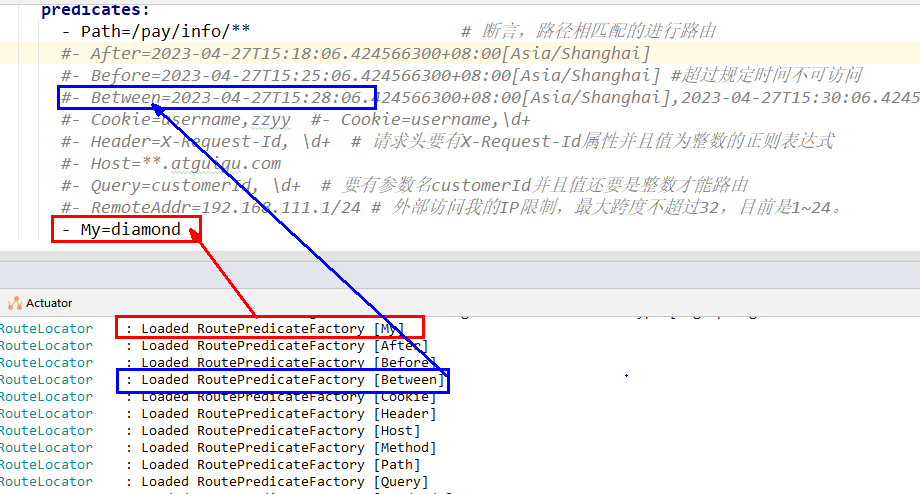 predicates:
- Path=/pay/info/** # 断言，路径相匹配的进行路由
#- After=2023-04-27T15:18:06.424566300+08:00[Asia/Shanghai]
#- Before=2023-04-27T15:25:06.424566300+08:00[Asia/Shanghai] #超过规定时间不可访问
#- Between=2023-04-27T15:28:06.424566300+08:00[Asia/Shanghai],2023-04-27T15:30:06.4245
#- Cookie=username,zzyy #- Cookie=username,\d+
#- Header=X-Request-Id, \d+ # 请求头要有X-Request-Id属性并且值为整数的正则表达式
#- Host=**.atguigu.com
#- Query=customerId, \d+ # 要有参数名customerId并且值还要是整数才能路由
#- RemoteAddr=192.168.111.1/24 # 外部访问我的IP限制，最大跨度不超过32，目前是1~24。
- My=diamond
Actuator
RouteLocator : Loaded RoutePredicateFactory [My]
RouteLocator : Loaded RoutePredicateFactory [After]
RouteLocator : Loaded RoutePredicateFactory [Before]
RouteLocator : Loaded RoutePredicateFactory [Between]
RouteLocator : Loaded RoutePredicateFactory [Cookie]
RouteLocator : Loaded RoutePredicateFactory [Header]
RouteLocator : Loaded RoutePredicateFactory [Host]
RouteLocator : Loaded RoutePredicateFactory [Method]
RouteLocator : Loaded RoutePredicateFactory [Path]
RouteLocator : Loaded RoutePredicateFactory [Query]